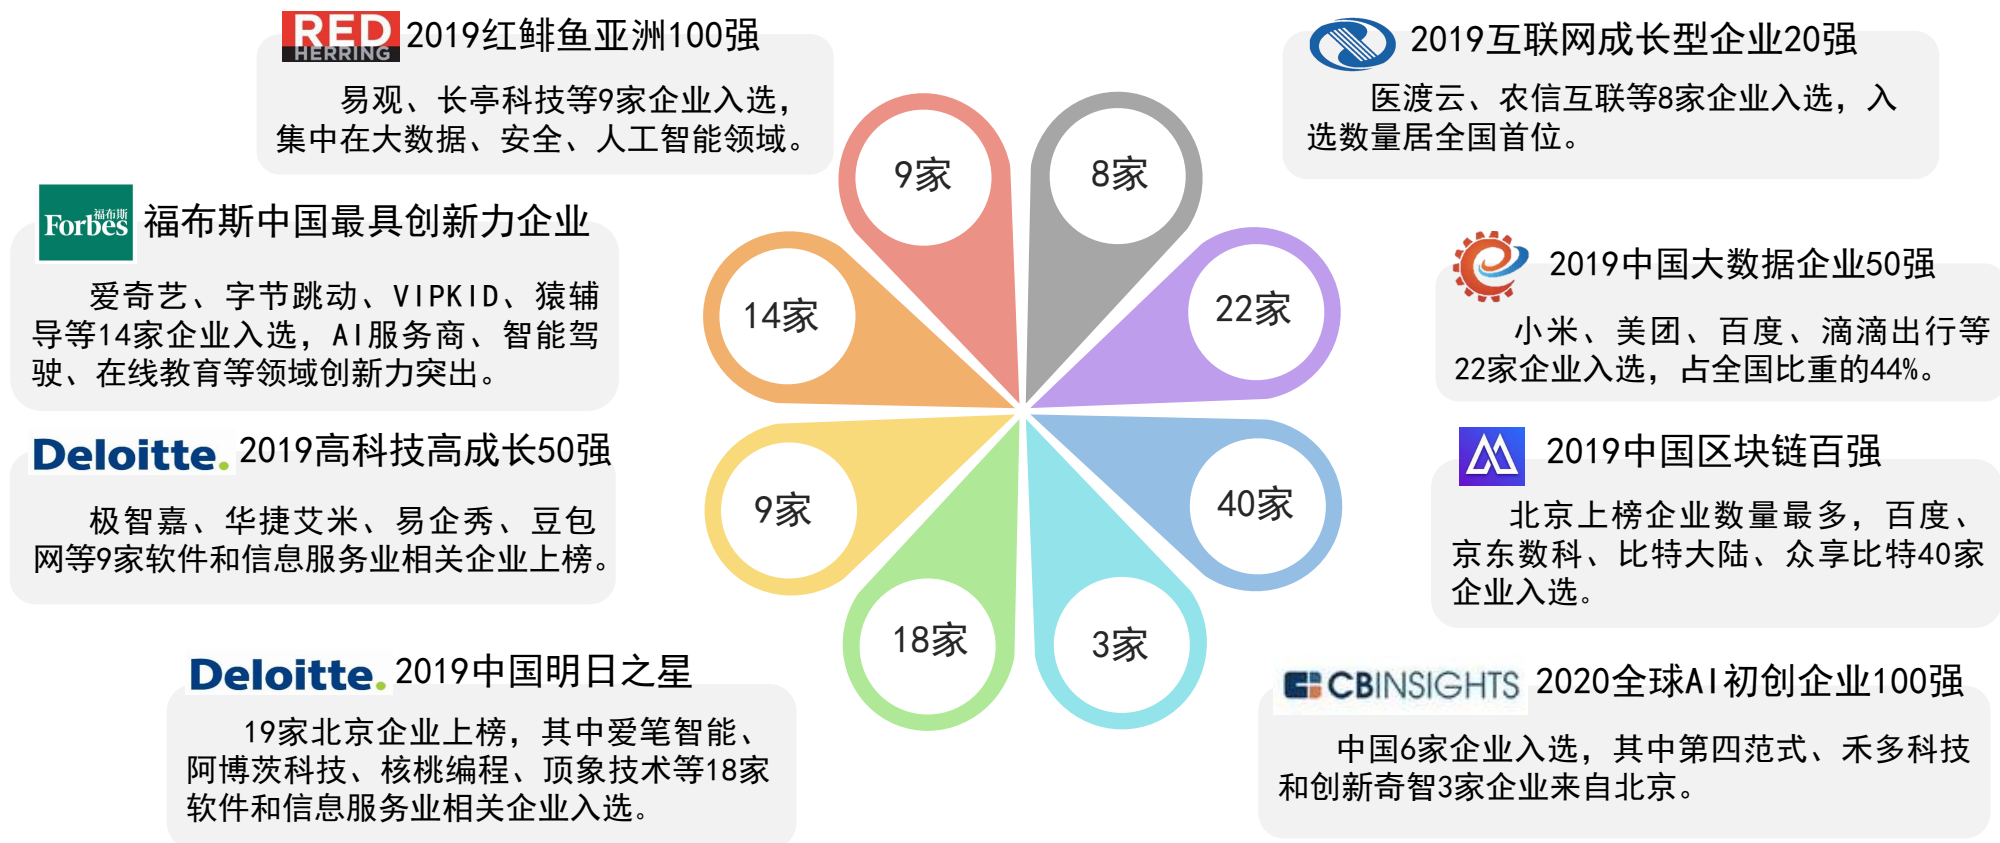 RED
HERRING
2019红鲱鱼亚洲100强
易观、长亭科技等9家企业入选，
集中在大数据、安全、人工智能领域。
Forbes
福布斯
福布斯中国最具创新力企业
爱奇艺、字节跳动、VIPKID、猿辅
导等14家企业入选，AI服务商、智能驾
驶、在线教育等领域创新力突出。
Deloitte.
2019高科技高成长50强
极智嘉、华捷艾米、易企秀、豆包
网等9家软件和信息服务业相关企业上榜。
Deloitte.
2019中国明日之星
19家北京企业上榜，其中爱笔智能、
阿博茨科技、核桃编程、顶象技术等18家
软件和信息服务业相关企业入选。
9家
8家
14家
22家
9家
40家
18家
3家
2019互联网成长型企业20强
医渡云、农信互联等8家企业入选，入
选数量居全国首位。
2019中国大数据企业50强
小米、美团、百度、滴滴出行等
22家企业入选，占全国比重的44%。
2019中国区块链百强
北京上榜企业数量最多，百度、
京东数科、比特大陆、众享比特40家
企业入选。
CBINSIGHTS
2020全球AI初创企业100强
中国6家企业入选，其中第四范式、禾多科技
和创新奇智3家企业来自北京。